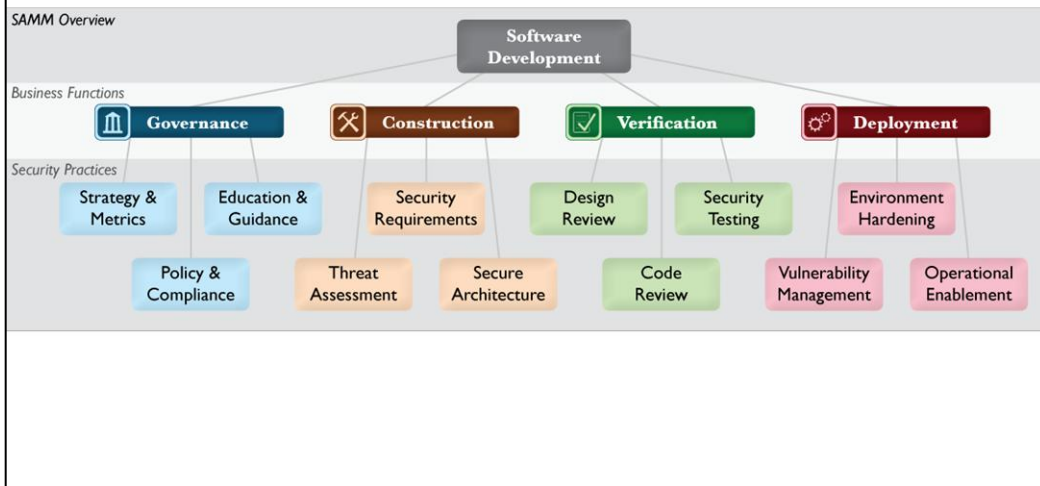 SAMM Overview
Software
Development
Business Functions
Governance
Construction
Verification
Deployment
Security Practices
Strategy &
Metrics
Education &
Guidance
Security
Requirements
Design
Review
Security
Testing
Environment
Hardening
Policy &
Compliance
Threat
Assessment
Secure
Architecture
Code
Review
Vulnerability
Management
Operational
Enablement